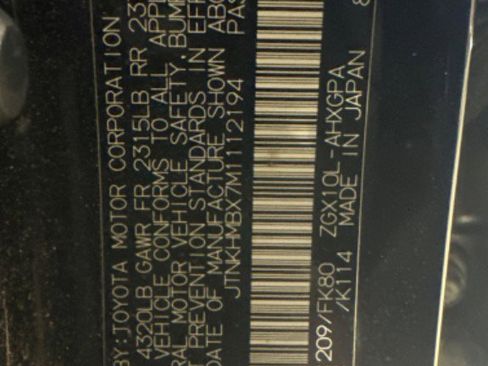 BY:TOYOTA MOTOR CORPORATION
4320LB GAWR FR 2315LB RR 23
VEHICLE CONFORMS TO ALL APPL
RAL MOTOR VEHICLE SAFETY, BUMP
T PREVENTION STANDARDS IN EFF
DATE OF MANUFACTURE SHOWN ABO
JTNKHMBX7M1112194 PAS
209/FK80 ZGX10L-AHXGPA
/K114 MADE IN JAPAN 8